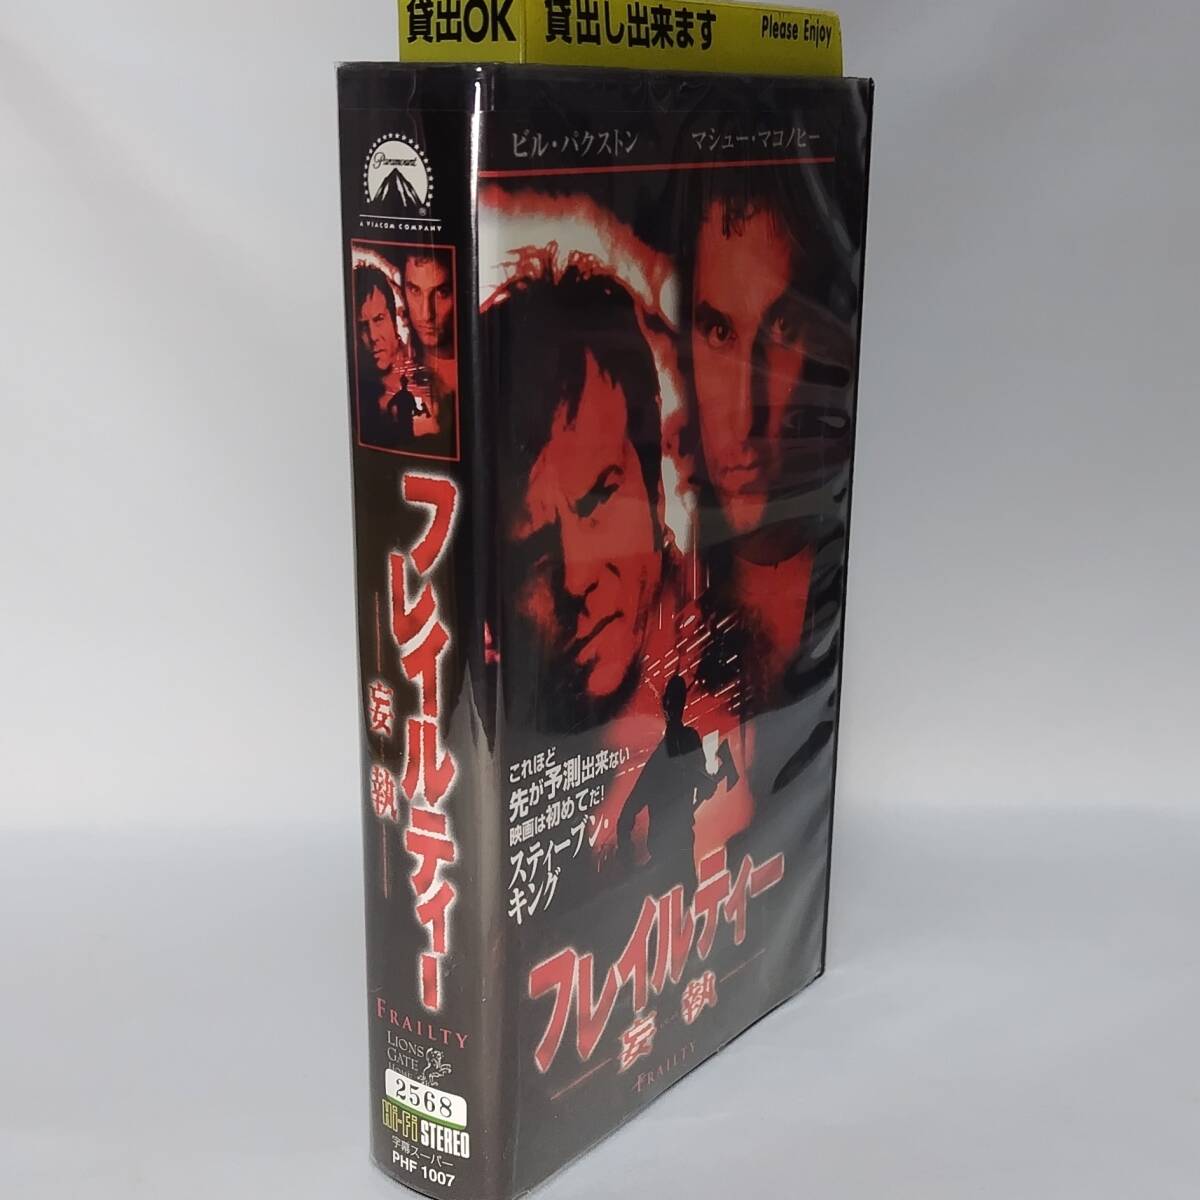 貸出OK
貸出し出来ます
Please Enjoy
Paramount
®
A VIACOM COMPANY
フレイルティー
妄執
FRAILTY
LIONS
GATE
HOME
2568
Hi-Fi STEREO
字幕スーパー
PHF 1007
ビル・パクストン
マシュー・マコノヒー
これほど
先が予測出来ない
映画は初めてだ!
スティーブン・
キング
フレイルティー
妄執
FRAILTY